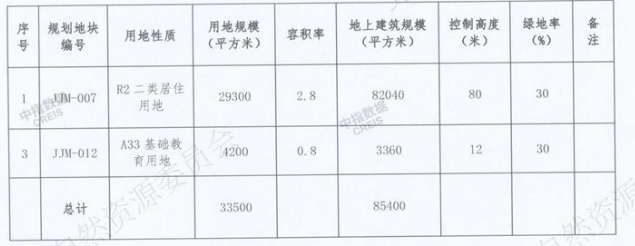 序号 规划地块编号 用地性质 用地规模（平方米） 容积率 地上建筑规模（平方米） 控制高度（米） 绿地率（%） 备注
1 JJM-007 R2 二类居住用地 29300 2.8 82040 80 30
3 JJM-012 A33 基础教育用地 4200 0.8 3360 12 30
总计 33500 85400
中指数据
CREIS
中指数据
CREIS
自然资源委员会